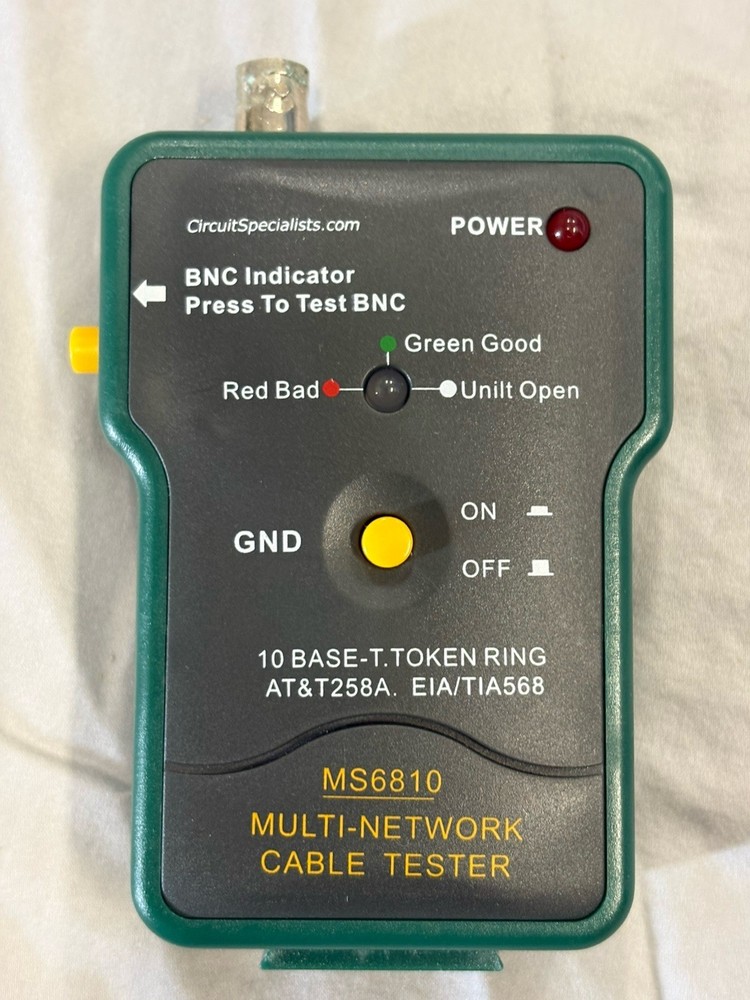 CircuitSpecialists.com
POWER
BNC Indicator
Press To Test BNC
Green Good
Red Bad
Unilt Open
GND
ON
OFF
10 BASE-T.TOKEN RING
AT&T258A. EIA/TIA568
MS6810
MULTI-NETWORK
CABLE TESTER